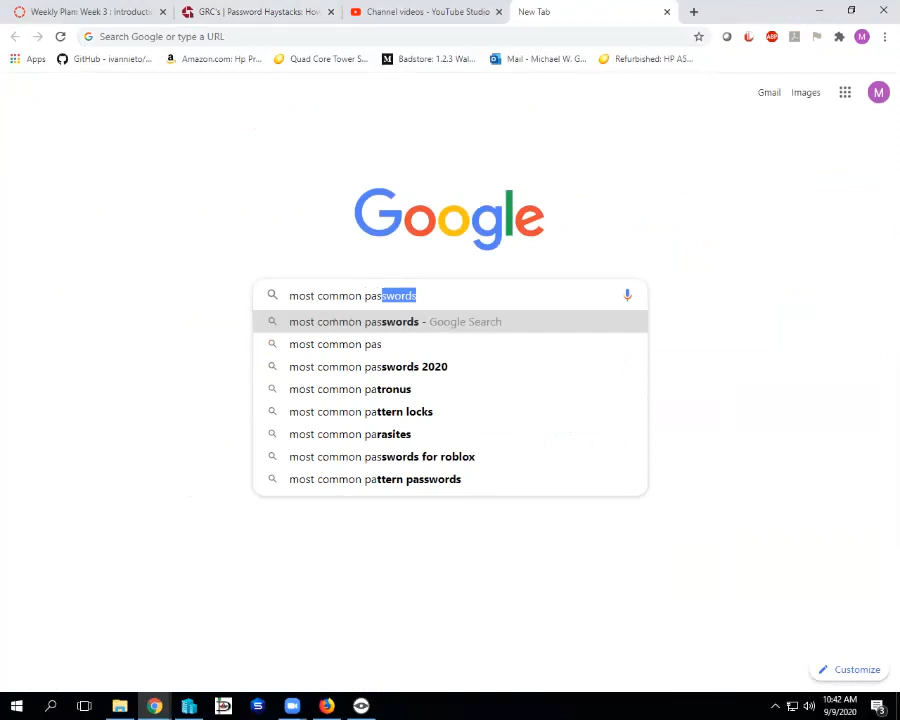 Weekly Plan: Week 3 : Introducti
GRC's | Password Haystacks: How
Channel videos - YouTube Studio
New Tab
Search Google or type a URL
ABP
M
Apps
GitHub - ivannieto/...
Amazon.com: Hp Pr...
Quad Core Tower S...
Badstore: 1.2.3 Wal...
Mail - Michael W. G...
Refurbished: HP A5...
Gmail
Images
M
Google
most common passwords
most common passwords - Google Search
most common pas
most common passwords 2020
most common patronus
most common pattern locks
most common parasites
most common passwords for roblox
most common pattern passwords
Customize
10:42 AM
9/9/2020
3